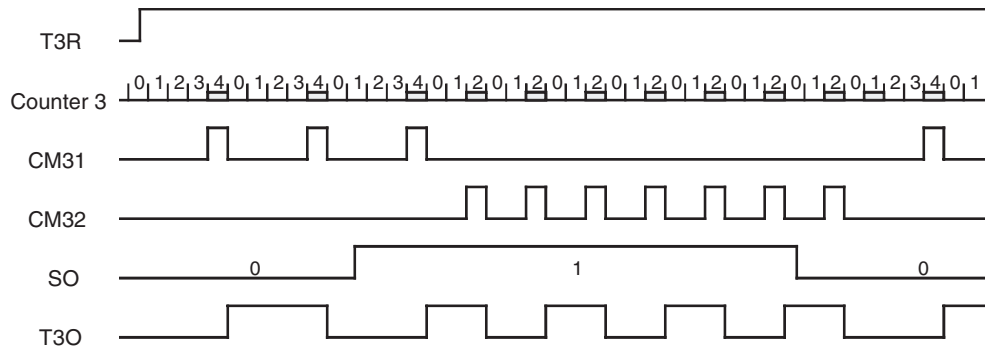 T3R
Counter 3 0 1 2 3 4 0 1 2 3 4 0 1 2 3 4 0 1 2 0 1 2 0 1 2 0 1 2 0 1 2 0 1 2 0 1 2 0 1 2 3 4 0 1
CM31
CM32
SO 0 1 0
T3O